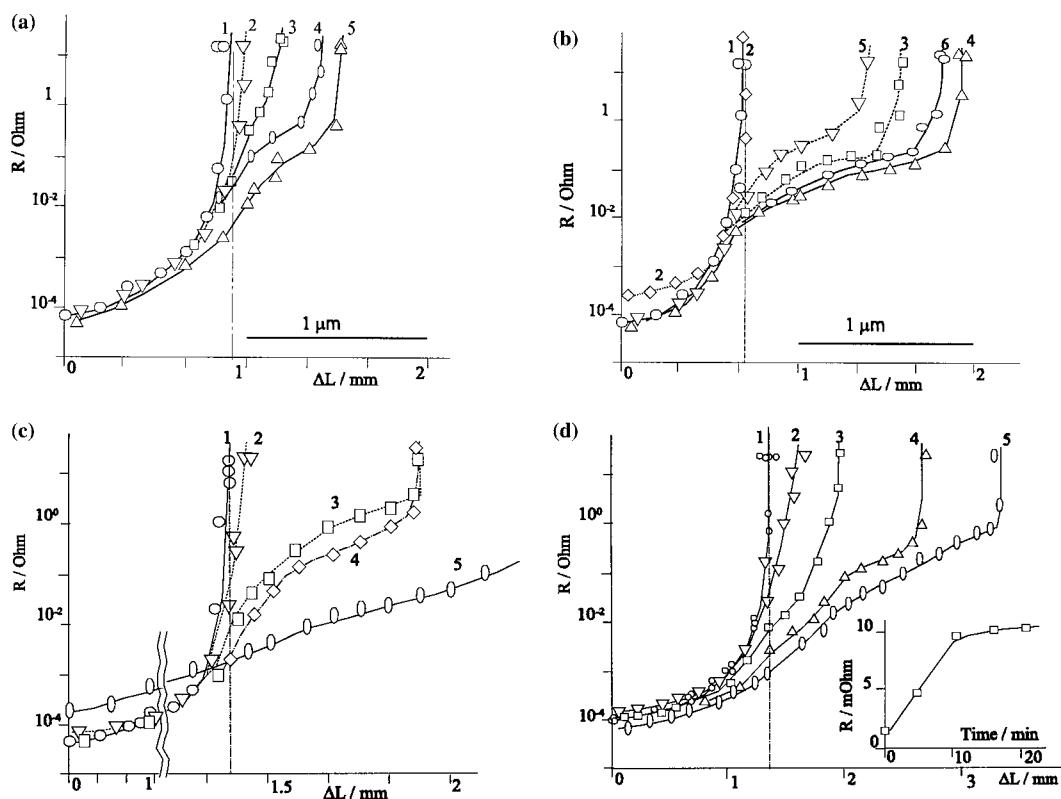 (a)
1 2 3 4 5
1
10⁻²
10⁻⁴
R / Ohm
1 μm
0 1 2
ΔL / mm
(b)
1 2 5 3 6 4
1
10⁻²
10⁻⁴
R / Ohm
2
1 μm
0 1 2
ΔL / mm
(c)
1 2
3
4
5
10⁰
10⁻²
10⁻⁴
R / Ohm
0 1 1.5 2
ΔL / mm
(d)
1 2 3 4 5
10⁰
10⁻²
10⁻⁴
R / Ohm
10
5
0
R / mOhm
Time / min
0 10 20
0 1 2 3
ΔL / mm